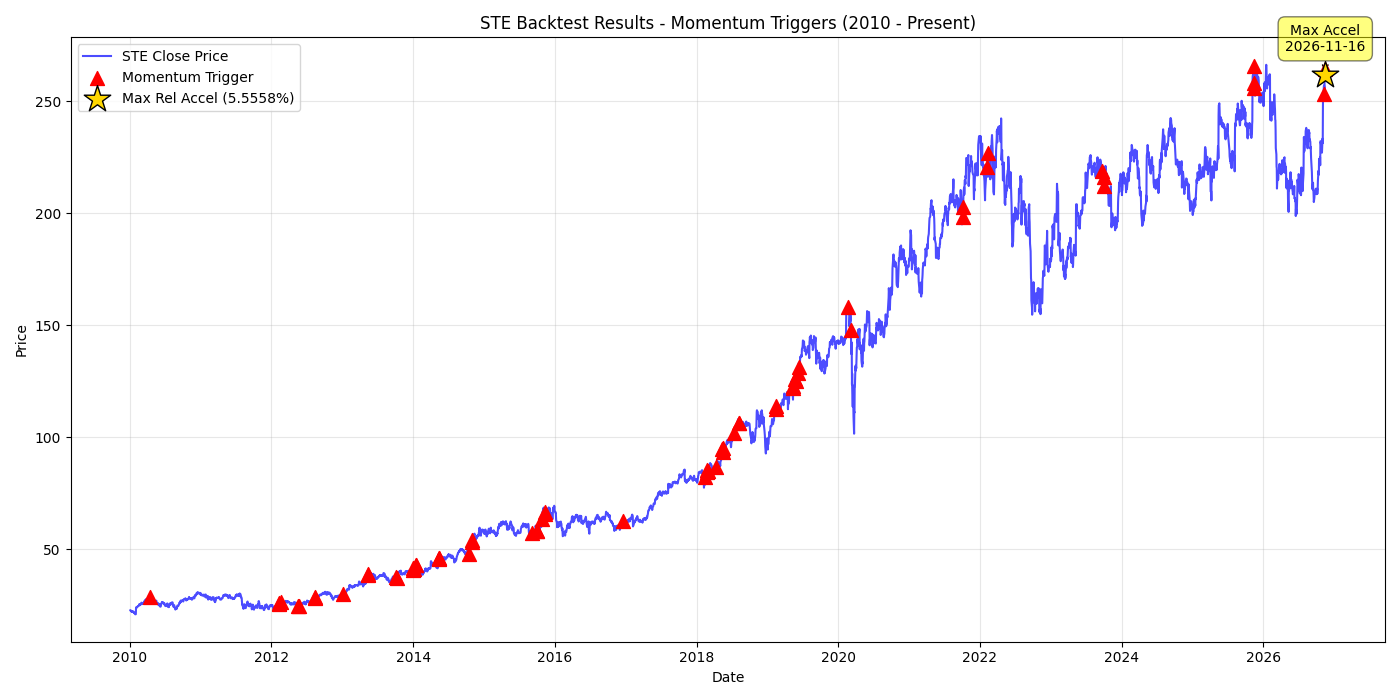 STE Backtest Results - Momentum Triggers (2010 - Present)
Max Accel
2026-11-16
STE Close Price
Momentum Trigger
Max Rel Accel (5.5558%)
Price
250
200
150
100
50
2010 2012 2014 2016 2018 2020 2022 2024 2026
Date